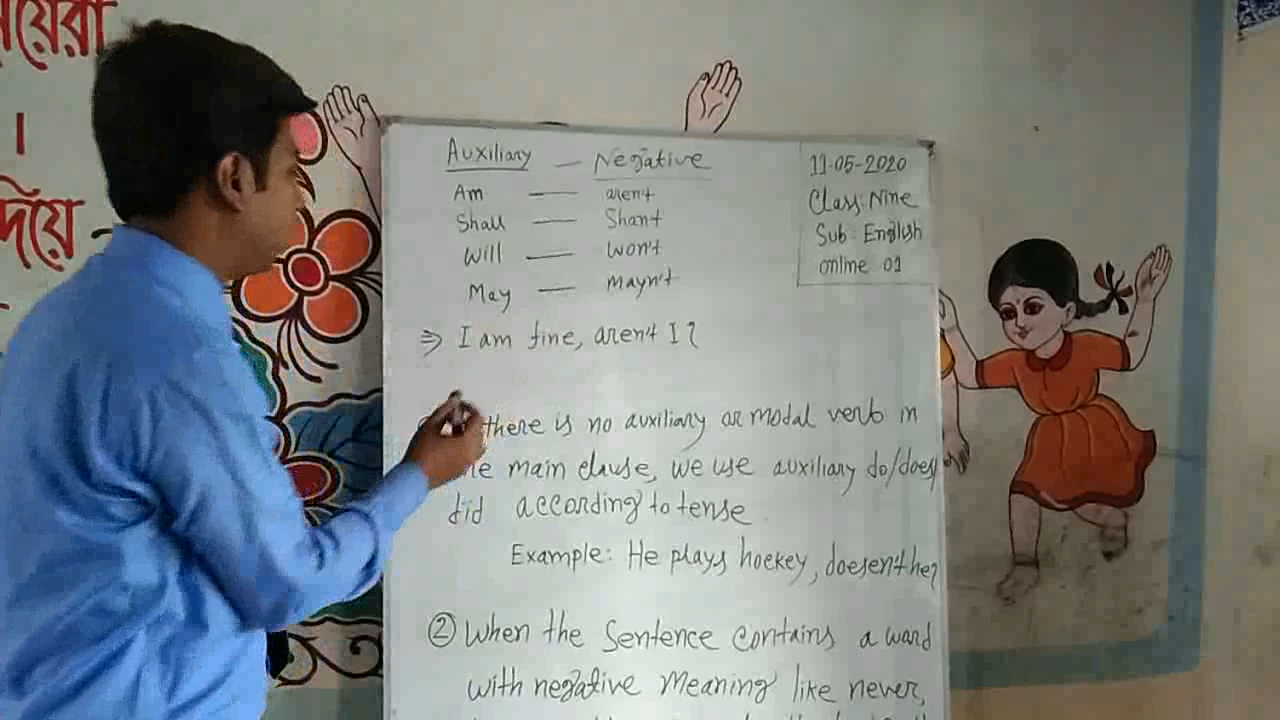 য়েরা
।
দিয়ে
Auxiliary — Negative
Am — aren't
Shall — Shan't
Will — won't
May — mayn't
11-05-2020
Class: Nine
Sub: English
online 01
⇒ I am fine, aren't I?
there is no auxiliary or modal verb in
main clause, we use auxiliary do/does/
did according to tense
Example: He plays hockey, doesen't he?
② When the Sentence contains a word
with negative Meaning like never,